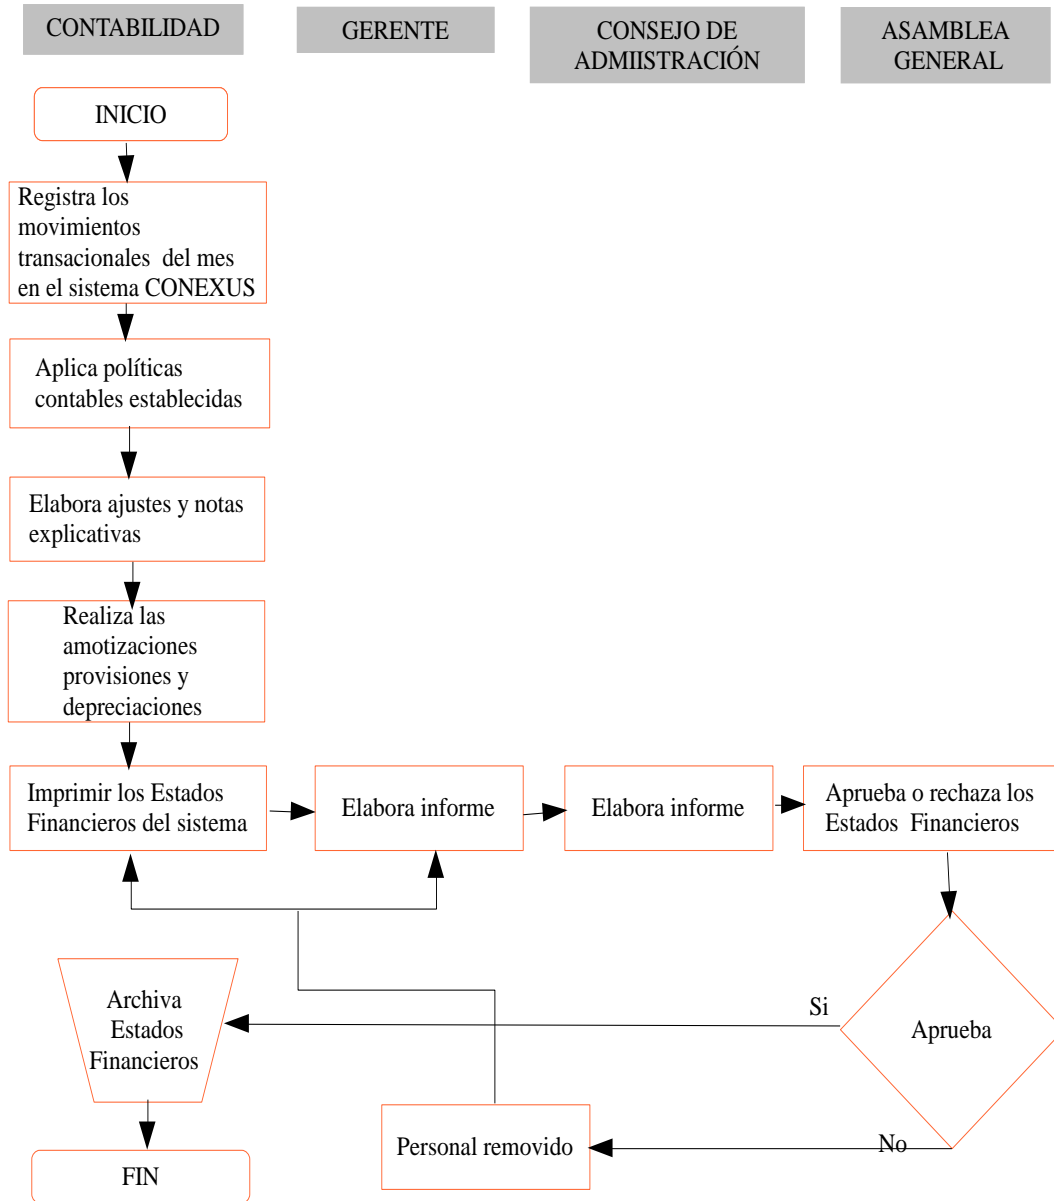 CONTABILIDAD
GERENTE
CONSEJO DE
ADMIISTRACIÓN
ASAMBLEA
GENERAL
INICIO
Registra los
movimientos
transacionales del mes
en el sistema CONEXUS
Aplica políticas
contables establecidas
Elabora ajustes y notas
explicativas
Realiza las
amotizaciones
provisiones y
depreciaciones
Imprimir los Estados
Financieros del sistema
Elabora informe
Elabora informe
Aprueba o rechaza los
Estados Financieros
Archiva
Estados
Financieros
Si
Aprueba
Personal removido
No
FIN